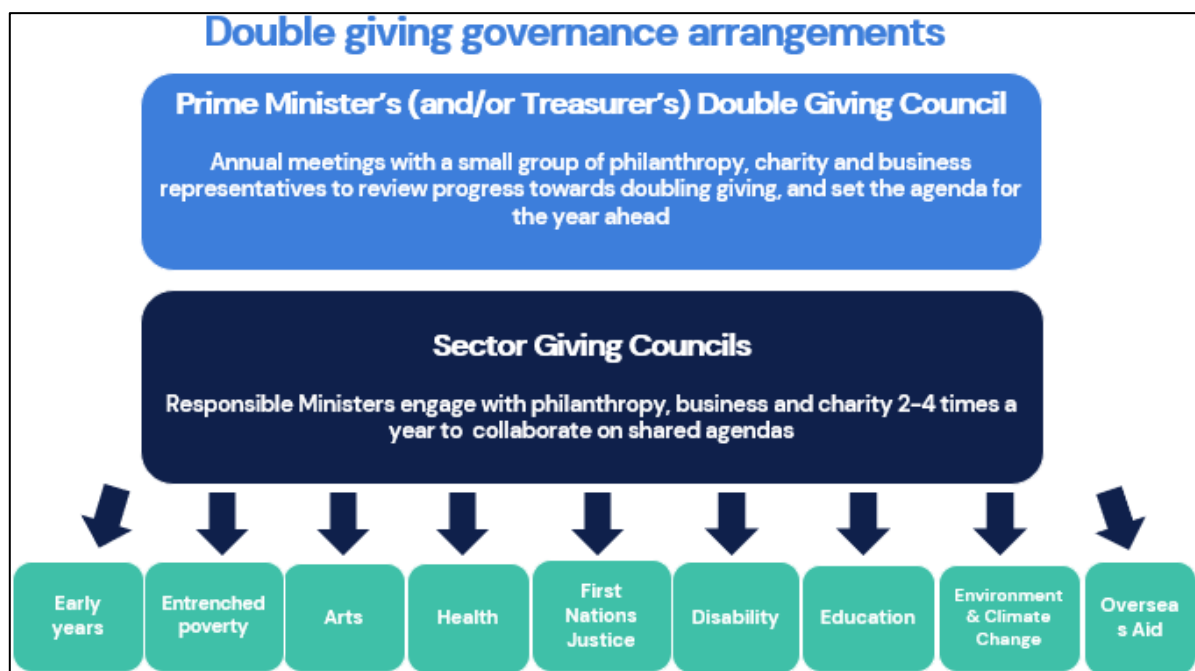 Double giving governance arrangements
Prime Minister's (and/or Treasurer's) Double Giving Council
Annual meetings with a small group of philanthropy, charity and business
representatives to review progress towards doubling giving, and set the agenda for
the year ahead
Sector Giving Councils
Responsible Ministers engage with philanthropy, business and charity 2-4 times a
year to collaborate on shared agendas
Early
years
Entrenched
poverty
Arts
Health
First
Nations
Justice
Disability
Education
Environment
& Climate
Change
Oversea
s Aid